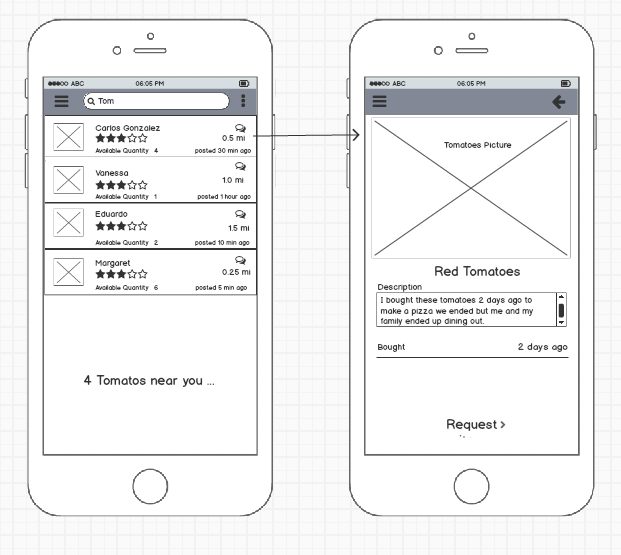 ABC 06:05 PM
Tom
Carlos Gonzalez
0.5 mi
Available Quantity 4 posted 30 min ago
Vanessa
1.0 mi
Available Quantity 1 posted 1 hour ago
Eduardo
1.5 mi
Available Quantity 2 posted 10 min ago
Margaret
0.25 mi
Available Quantity 6 posted 5 min ago
4 Tomatos near you ...
ABC 06:05 PM
Tomatoes Picture
Red Tomatoes
Description
I bought these tomatoes 2 days ago to
make a pizza we ended but me and my
family ended up dining out.
Bought 2 days ago
Request >